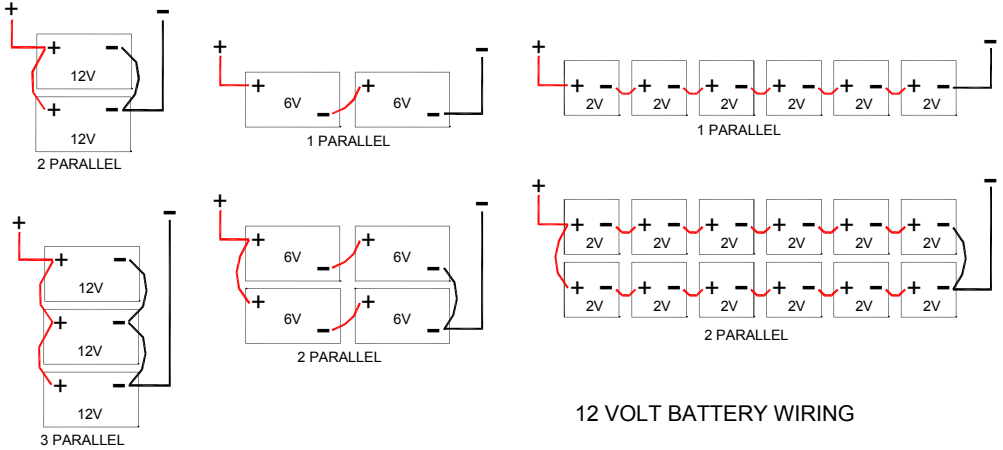 + -
+ -
12V
+ -
12V
2 PARALLEL
+ -
+ +
6V 6V
- -
1 PARALLEL
+ -
+ - + - + - + - + - + -
2V 2V 2V 2V 2V 2V
1 PARALLEL
+ -
+ -
12V
+ -
12V
+ -
12V
3 PARALLEL
+ -
+ +
6V 6V
- -
+ +
6V 6V
- -
2 PARALLEL
+ -
+ - + - + - + - + - + -
2V 2V 2V 2V 2V 2V
+ - + - + - + - + - + -
2V 2V 2V 2V 2V 2V
2 PARALLEL
12 VOLT BATTERY WIRING